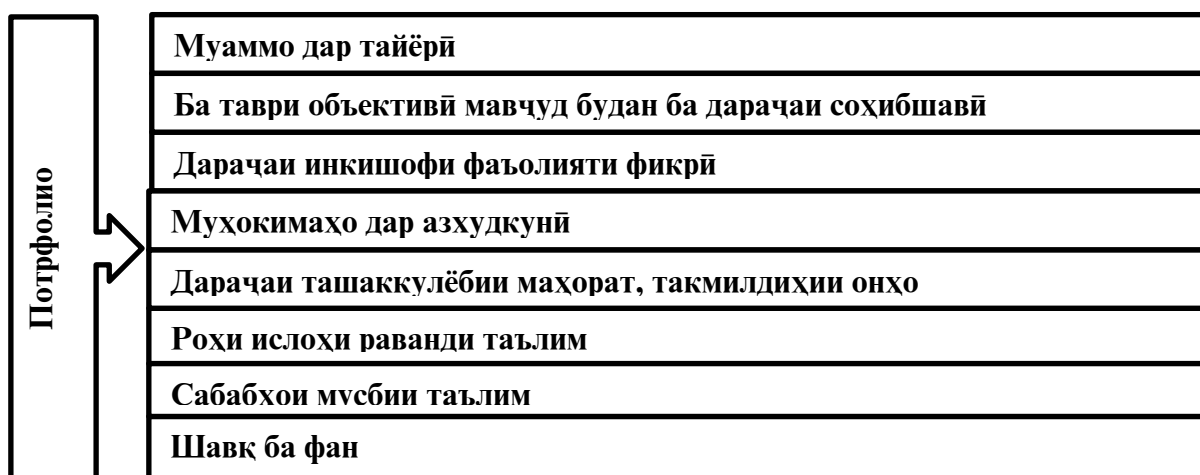 Потрфолио
Муаммо дар тайёрӣ
Ба таври объективӣ мавҷуд будан ба дараҷаи соҳибшавӣ
Дараҷаи инкишофи фаъолияти фикрӣ
Муҳокимаҳо дар азхудкунӣ
Дараҷаи ташаккулёбии маҳорат, такмилдиҳии онҳо
Роҳи ислоҳи раванди таълим
Сабабҳои мусбии таълим
Шавқ ба фан